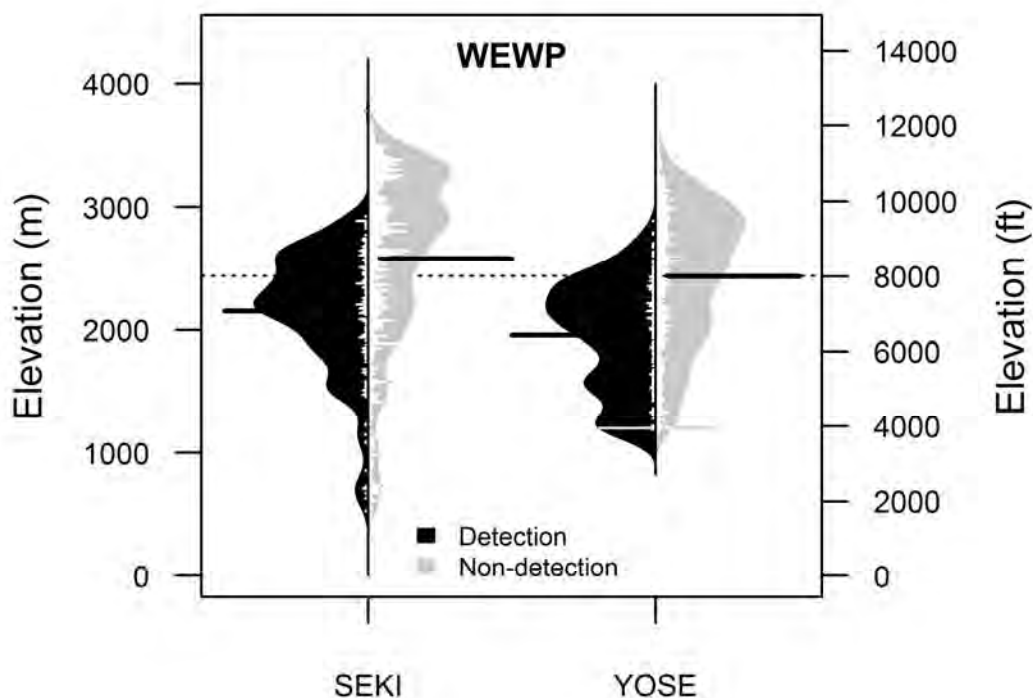 WEWP
Elevation (m)
4000
3000
2000
1000
0
14000
12000
10000
8000
6000
4000
2000
0
Elevation (ft)
Detection
Non-detection
SEKI
YOSE